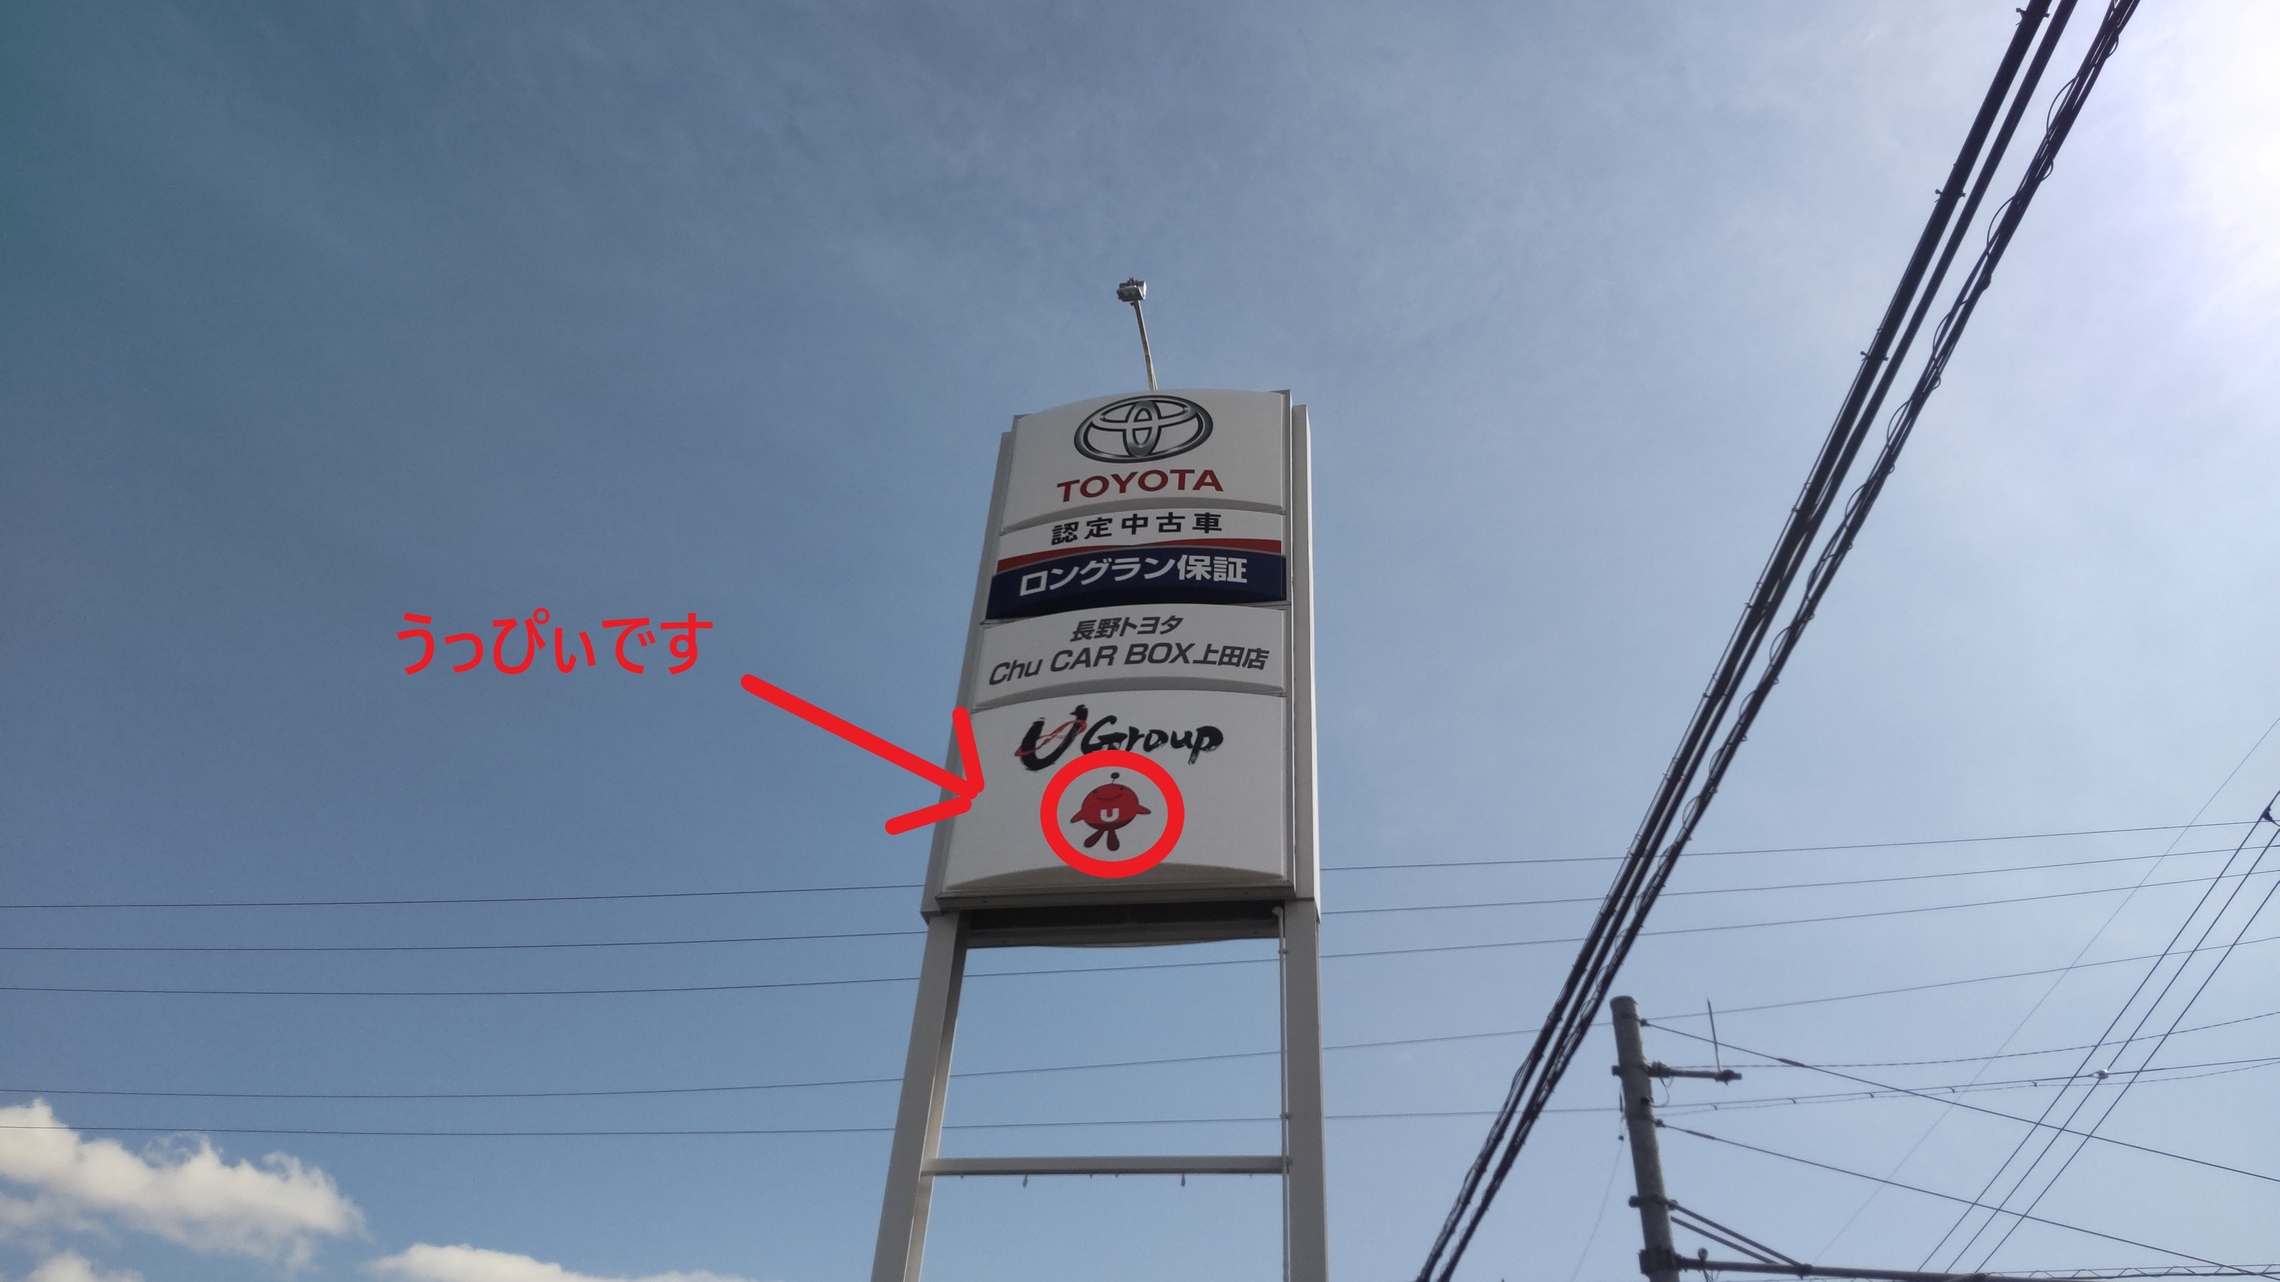 TOYOTA
認定中古車
ロングラン保証
長野トヨタ
Chu CAR BOX上田店
U Group
U
うっぴぃです